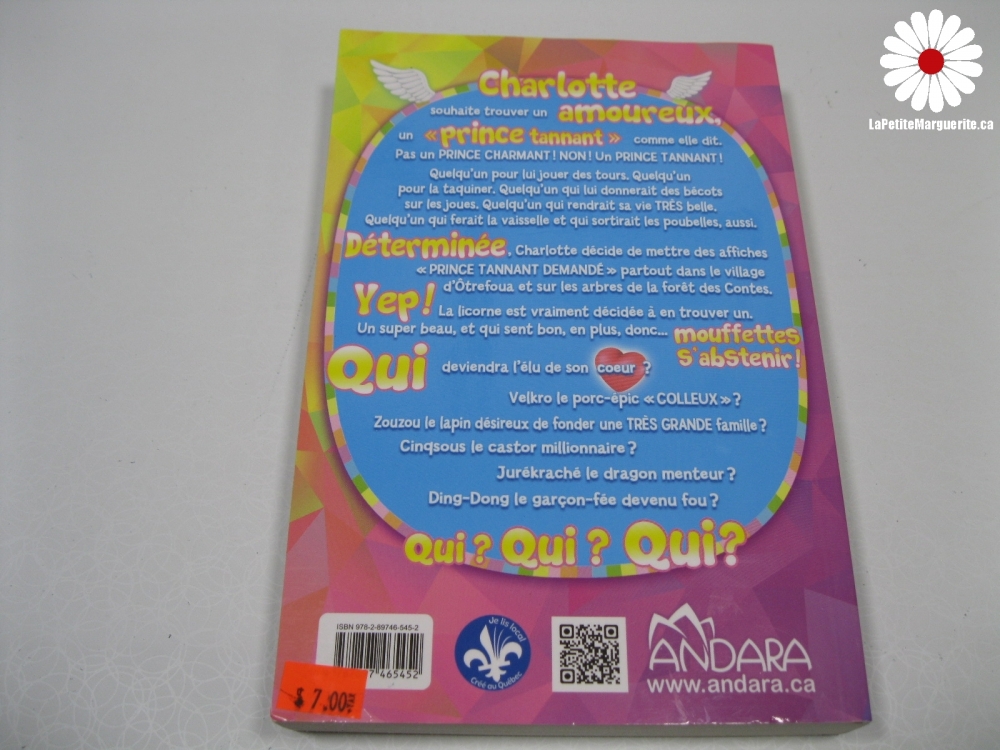 LaPetiteMarguerite.ca
Charlotte
souhaite trouver un amoureux,
un « prince tannant » comme elle dit.
Pas un PRINCE CHARMANT ! NON ! Un PRINCE TANNANT !
Quelqu'un pour lui jouer des tours. Quelqu'un
pour la taquiner. Quelqu'un qui lui donnerait des bécots
sur les joues. Quelqu'un qui rendrait sa vie TRÈS belle.
Quelqu'un qui ferait la vaisselle et qui sortirait les poubelles, aussi.
Déterminée, Charlotte décide de mettre des affiches
« PRINCE TANNANT DEMANDÉ » partout dans le village
d'Ôtrefoua et sur les arbres de la forêt des Contes.
Yep ! La licorne est vraiment décidée à en trouver un.
Un super beau, et qui sent bon, en plus, donc... mouffettes
s'abstenir !
Qui deviendra l'élu de son coeur ?
Velkro le porc-épic « COLLEUX » ?
Zouzou le lapin désireux de fonder une TRÈS GRANDE famille ?
Cinqsous le castor millionnaire ?
Jurékraché le dragon menteur ?
Ding-Dong le garçon-fée devenu fou ?
Qui ? Qui ? Qui ?
ISBN 978-2-89746-545-2
7465452
$ 7.00
Je lis local
Créé au Québec
ANDARA
www.andara.ca